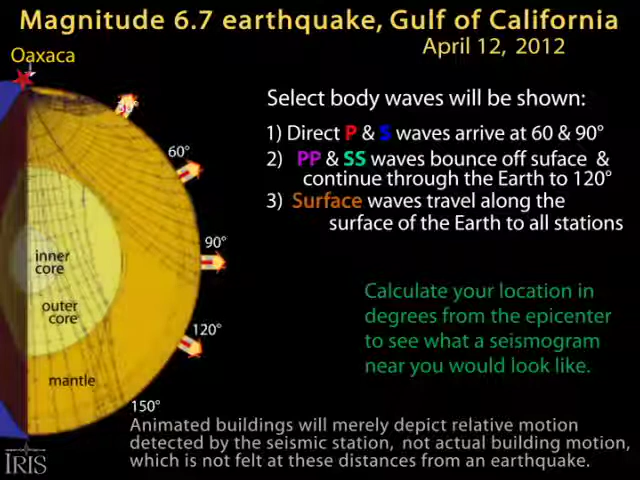 Magnitude 6.7 earthquake, Gulf of California
April 12, 2012
Oaxaca
Select body waves will be shown:
1) Direct P & S waves arrive at 60 & 90°
2) PP & SS waves bounce off suface &
continue through the Earth to 120°
3) Surface waves travel along the
surface of the Earth to all stations
30°
60°
90°
120°
150°
inner
core
outer
core
mantle
Calculate your location in
degrees from the epicenter
to see what a seismogram
near you would look like.
Animated buildings will merely depict relative motion
detected by the seismic station, not actual building motion,
which is not felt at these distances from an earthquake.
IRIS